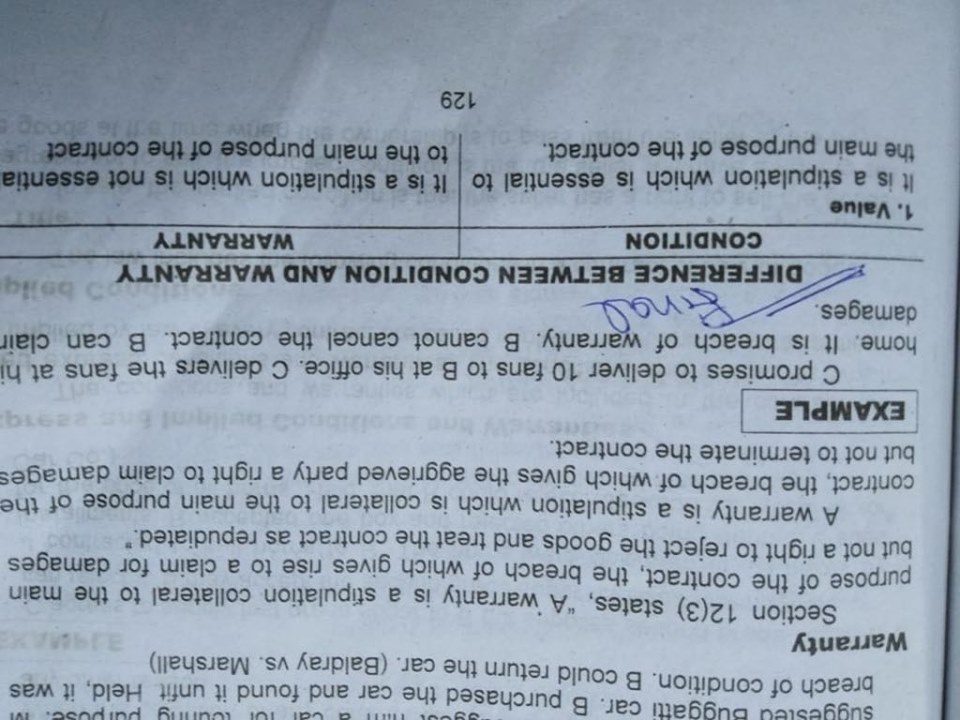 suggested Buggatti car. B purchased the car and found it unfit Held, it was
breach of condition. B could return the car. (Baldray vs. Marshall)
Warranty
Section 12(3) states, "A warranty is a stipulation collateral to the main
purpose of the contract, the breach of which gives rise to a claim for damages
but not a right to reject the goods and treat the contract as repudiated."
A warranty is a stipulation which is collateral to the main purpose of the
contract, the breach of which gives the aggrieved party a right to claim damages
but not to terminate the contract.
EXAMPLE
C promises to deliver 10 fans to B at his office. C delivers the fans at hi
home. It is breach of warranty. B cannot cancel the contract. B can clai
damages.
DIFFERENCE BETWEEN CONDITION AND WARRANTY
CONDITION WARRANTY
1. Value
It is a stipulation which is essential to It is a stipulation which is not essential
the main purpose of the contract. to the main purpose of the contract
129